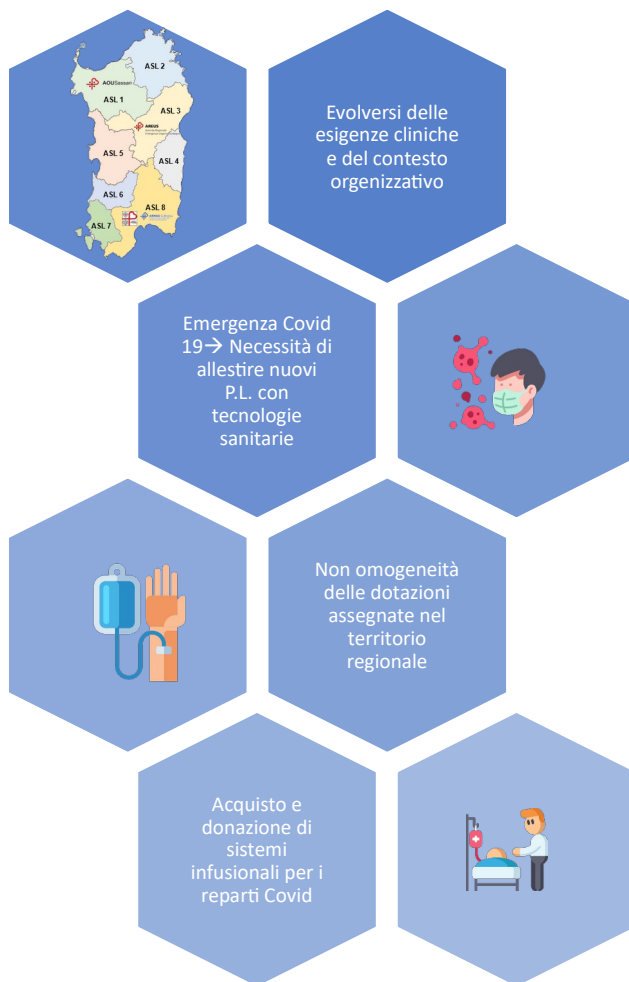 ASL 2
AOUSassari
ASL 1
ASL 3
AREUS
ASL 5
ASL 4
ASL 6
ASL 8
ASL 7
Evolversi delle
esigenze cliniche
e del contesto
orgenizzativo
Emergenza Covid
19→ Necessità di
allestire nuovi
P.L. con
tecnologie
sanitarie
Non omogeneità
delle dotazioni
assegnate nel
territorio
regionale
Acquisto e
donazione di
sistemi
infusionali per i
reparti Covid